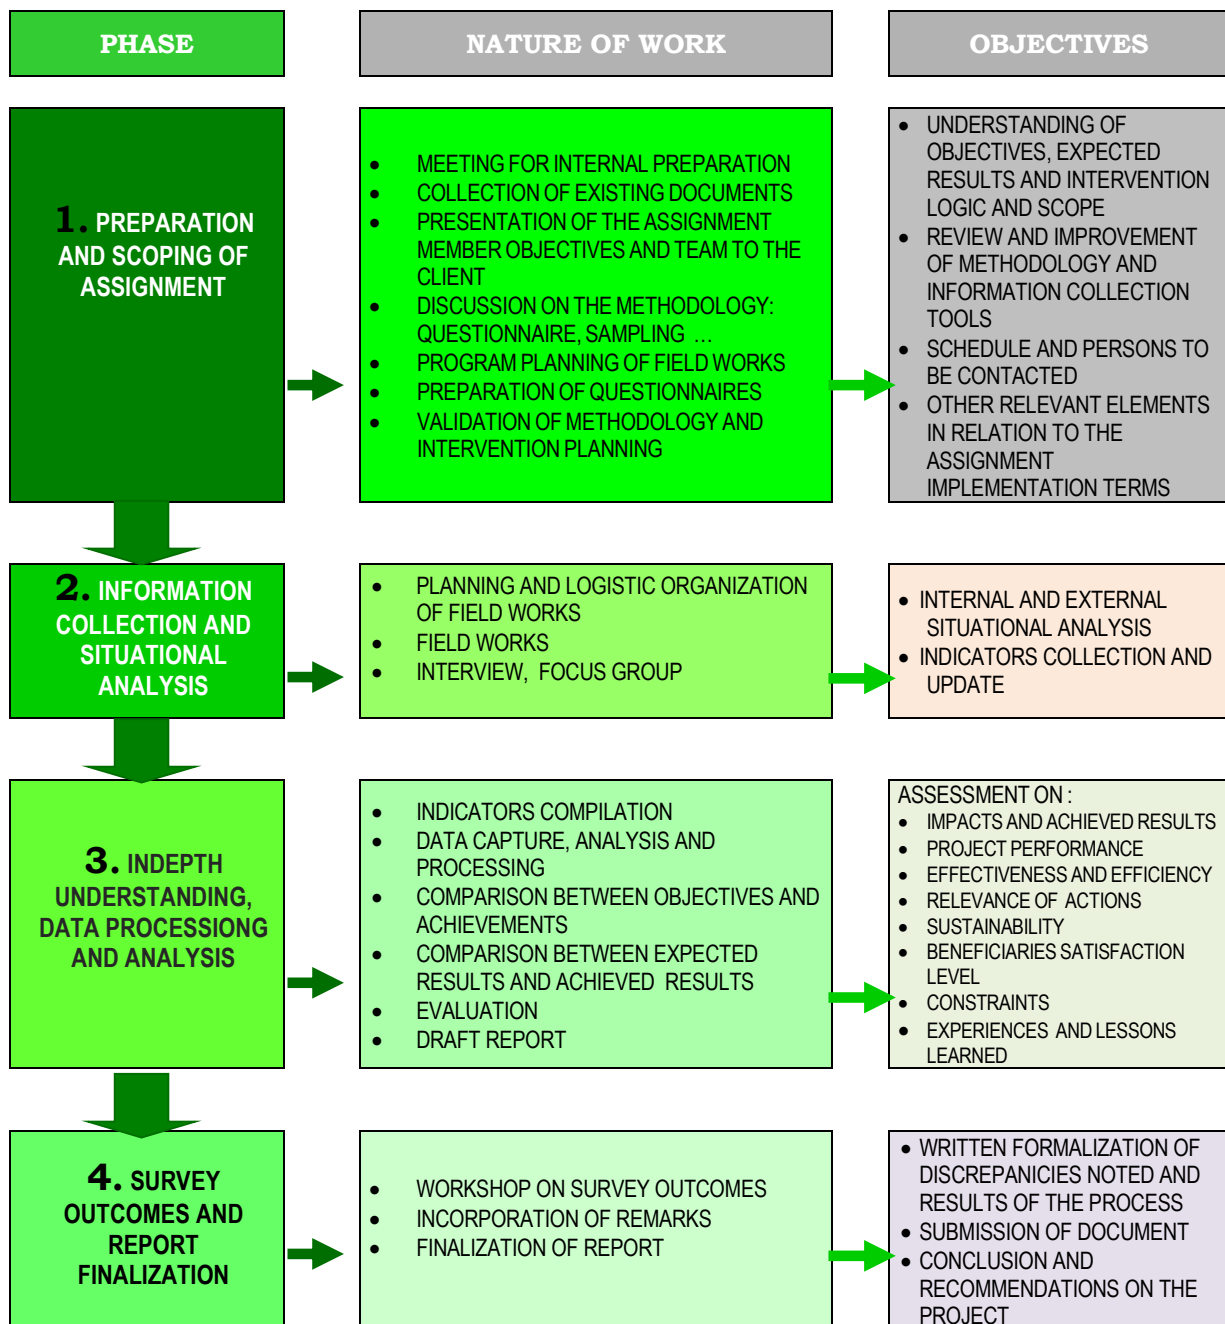 PHASE
NATURE OF WORK
OBJECTIVES
1. PREPARATION
AND SCOPING OF
ASSIGNMENT
• MEETING FOR INTERNAL PREPARATION
• COLLECTION OF EXISTING DOCUMENTS
• PRESENTATION OF THE ASSIGNMENT
MEMBER OBJECTIVES AND TEAM TO THE
CLIENT
• DISCUSSION ON THE METHODOLOGY:
QUESTIONNAIRE, SAMPLING …
• PROGRAM PLANNING OF FIELD WORKS
• PREPARATION OF QUESTIONNAIRES
• VALIDATION OF METHODOLOGY AND
INTERVENTION PLANNING
• UNDERSTANDING OF
OBJECTIVES, EXPECTED
RESULTS AND INTERVENTION
LOGIC AND SCOPE
• REVIEW AND IMPROVEMENT
OF METHODOLOGY AND
INFORMATION COLLECTION
TOOLS
• SCHEDULE AND PERSONS TO
BE CONTACTED
• OTHER RELEVANT ELEMENTS
IN RELATION TO THE
ASSIGNMENT
IMPLEMENTATION TERMS
2. INFORMATION
COLLECTION AND
SITUATIONAL
ANALYSIS
• PLANNING AND LOGISTIC ORGANIZATION
OF FIELD WORKS
• FIELD WORKS
• INTERVIEW, FOCUS GROUP
• INTERNAL AND EXTERNAL
SITUATIONAL ANALYSIS
• INDICATORS COLLECTION AND
UPDATE
3. INDEPTH
UNDERSTANDING,
DATA PROCESSIONG
AND ANALYSIS
• INDICATORS COMPILATION
• DATA CAPTURE, ANALYSIS AND
PROCESSING
• COMPARISON BETWEEN OBJECTIVES AND
ACHIEVEMENTS
• COMPARISON BETWEEN EXPECTED
RESULTS AND ACHIEVED RESULTS
• EVALUATION
• DRAFT REPORT
ASSESSMENT ON :
• IMPACTS AND ACHIEVED RESULTS
• PROJECT PERFORMANCE
• EFFECTIVENESS AND EFFICIENCY
• RELEVANCE OF ACTIONS
• SUSTAINABILITY
• BENEFICIARIES SATISFACTION
LEVEL
• CONSTRAINTS
• EXPERIENCES AND LESSONS
LEARNED
4. SURVEY
OUTCOMES AND
REPORT
FINALIZATION
• WORKSHOP ON SURVEY OUTCOMES
• INCORPORATION OF REMARKS
• FINALIZATION OF REPORT
• WRITTEN FORMALIZATION OF
DISCREPANICIES NOTED AND
RESULTS OF THE PROCESS
• SUBMISSION OF DOCUMENT
• CONCLUSION AND
RECOMMENDATIONS ON THE
PROJECT